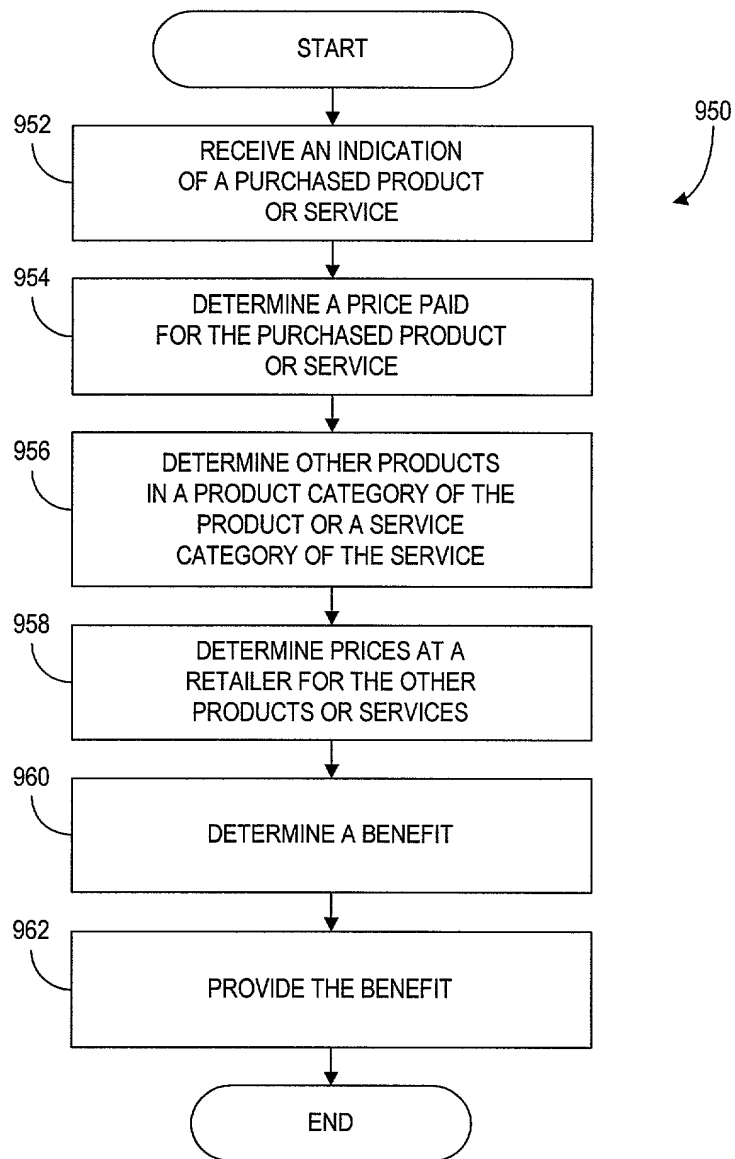 START
950
952
RECEIVE AN INDICATION
OF A PURCHASED PRODUCT
OR SERVICE
954
DETERMINE A PRICE PAID
FOR THE PURCHASED PRODUCT
OR SERVICE
956
DETERMINE OTHER PRODUCTS
IN A PRODUCT CATEGORY OF THE
PRODUCT OR A SERVICE
CATEGORY OF THE SERVICE
958
DETERMINE PRICES AT A
RETAILER FOR THE OTHER
PRODUCTS OR SERVICES
960
DETERMINE A BENEFIT
962
PROVIDE THE BENEFIT
END